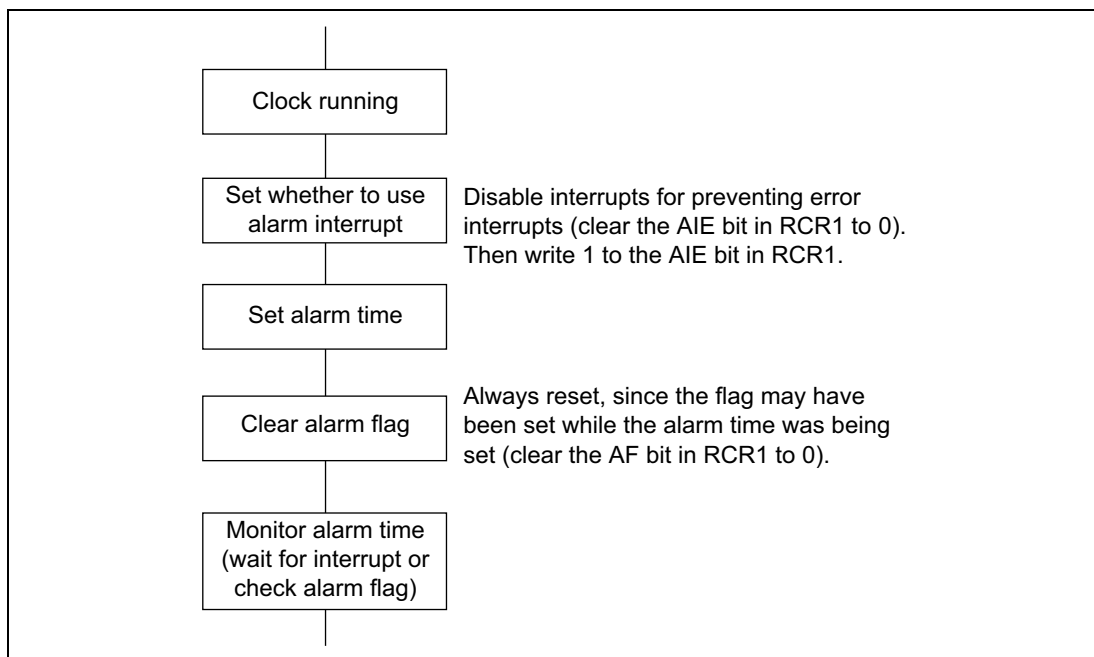 Clock running
Set whether to use
alarm interrupt
Disable interrupts for preventing error
interrupts (clear the AIE bit in RCR1 to 0).
Then write 1 to the AIE bit in RCR1.
Set alarm time
Clear alarm flag
Always reset, since the flag may have
been set while the alarm time was being
set (clear the AF bit in RCR1 to 0).
Monitor alarm time
(wait for interrupt or
check alarm flag)